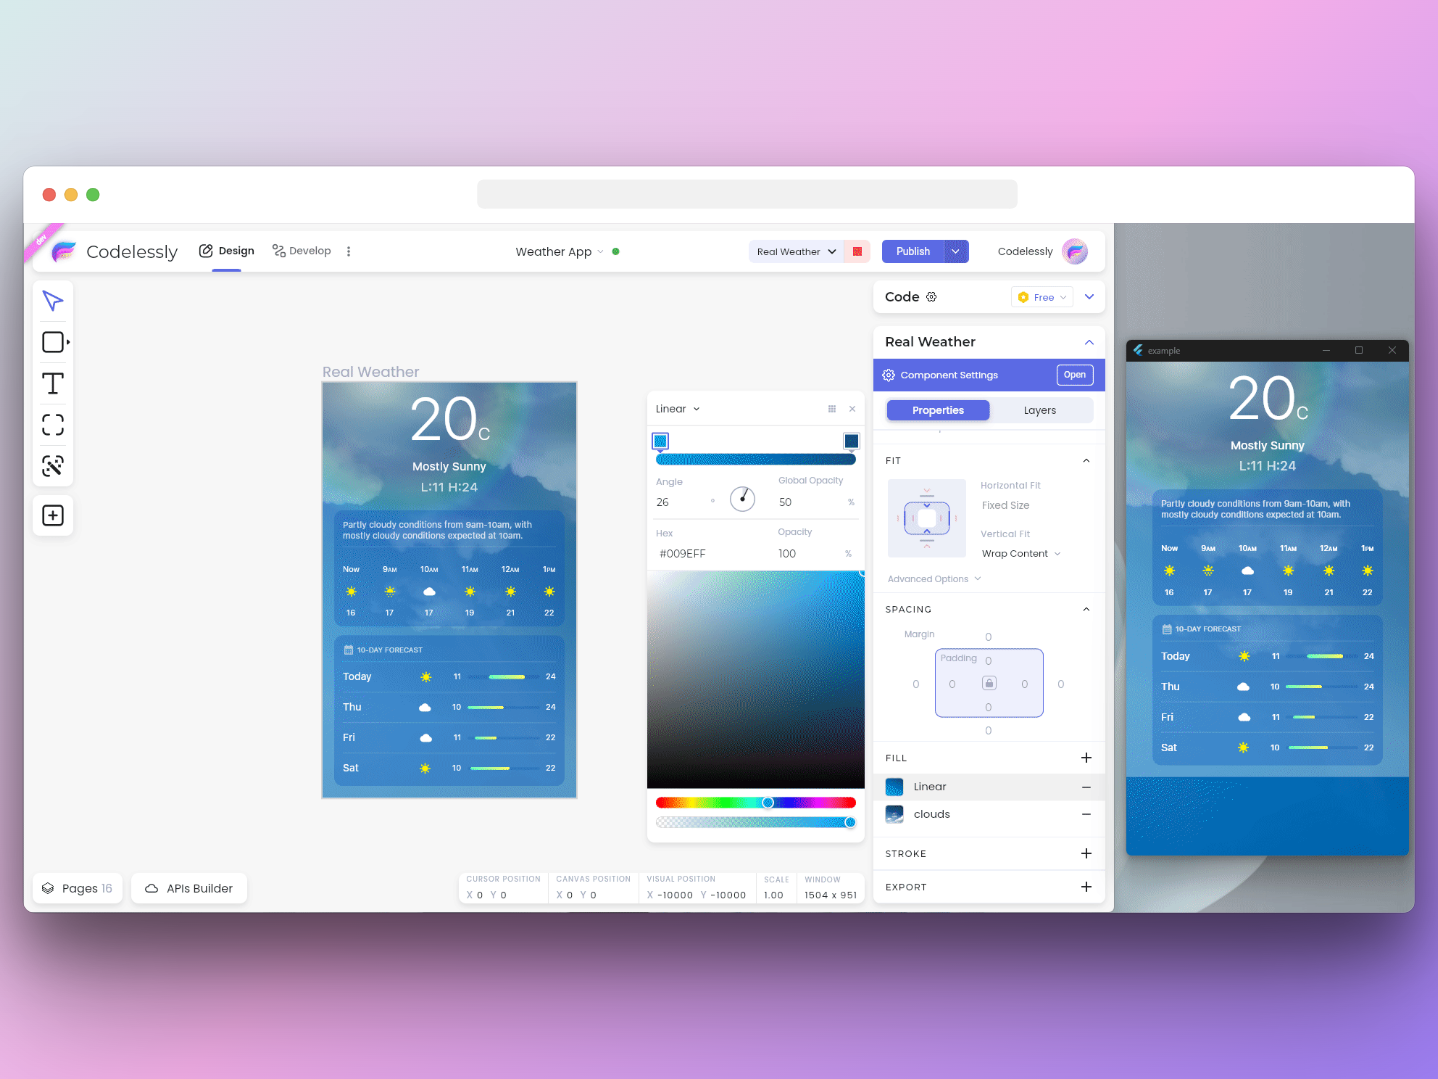 dev
Codelessly
Design
Develop
Weather App
Real Weather
Publish
Codelessly
Code
Free
Real Weather
Component Settings
Open
Properties
Layers
FIT
Horizontal Fit
Fixed Size
Vertical Fit
Wrap Content
Advanced Options
SPACING
Margin
0
Padding
0
0 0 0 0
0
0
FILL
Linear
clouds
STROKE
EXPORT
Real Weather
20C
Mostly Sunny
L:11 H:24
Partly cloudy conditions from 9am-10am, with
mostly cloudy conditions expected at 10am.
Now 9AM 10AM 11AM 12AM 1PM
16 17 17 19 21 22
10-DAY FORECAST
Today 11 24
Thu 10 24
Fri 11 22
Sat 10 22
Linear
Angle Global Opacity
26 ° 50 %
Hex Opacity
#009EFF 100 %
Pages 16
APIs Builder
CURSOR POSITION CANVAS POSITION VISUAL POSITION SCALE WINDOW
X 0 Y 0 X 0 Y 0 X -10000 Y -10000 1.00 1504 x 951
example
20C
Mostly Sunny
L:11 H:24
Partly cloudy conditions from 9am-10am, with
mostly cloudy conditions expected at 10am.
Now 9AM 10AM 11AM 12AM 1PM
16 17 17 19 21 22
10-DAY FORECAST
Today 11 24
Thu 10 24
Fri 11 22
Sat 10 22